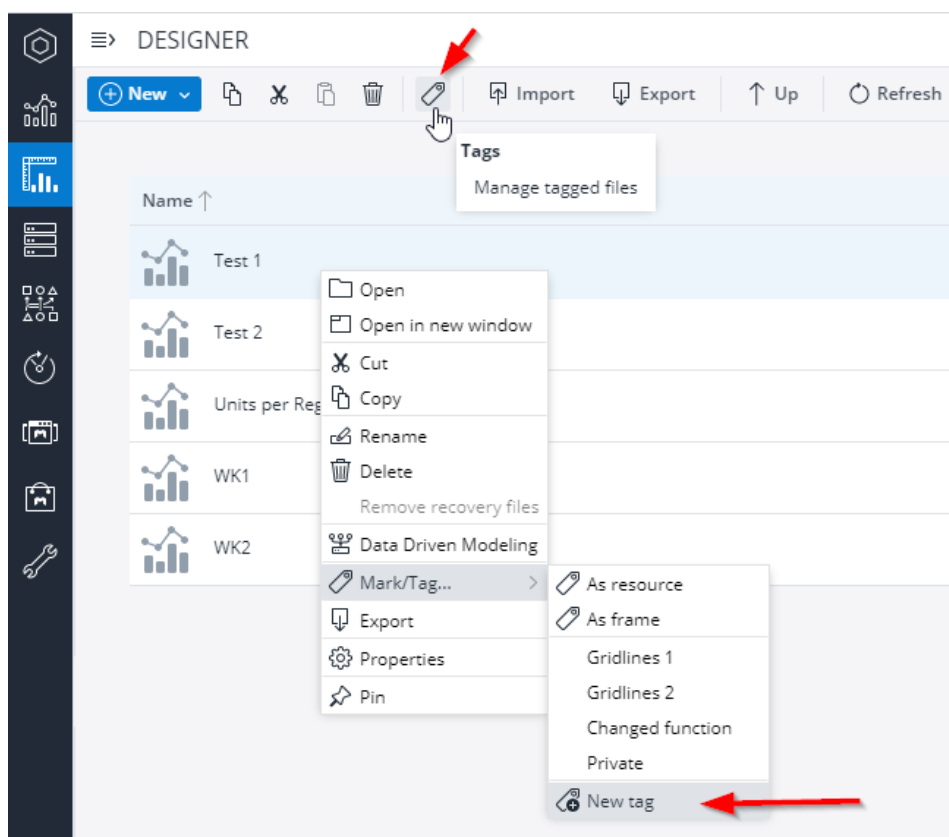 DESIGNER
New
Import
Export
Up
Refresh
Tags
Manage tagged files
Name
Test 1
Test 2
Units per Reg
WK1
WK2
Open
Open in new window
Cut
Copy
Rename
Delete
Remove recovery files
Data Driven Modeling
Mark/Tag...
Export
Properties
Pin
As resource
As frame
Gridlines 1
Gridlines 2
Changed function
Private
New tag